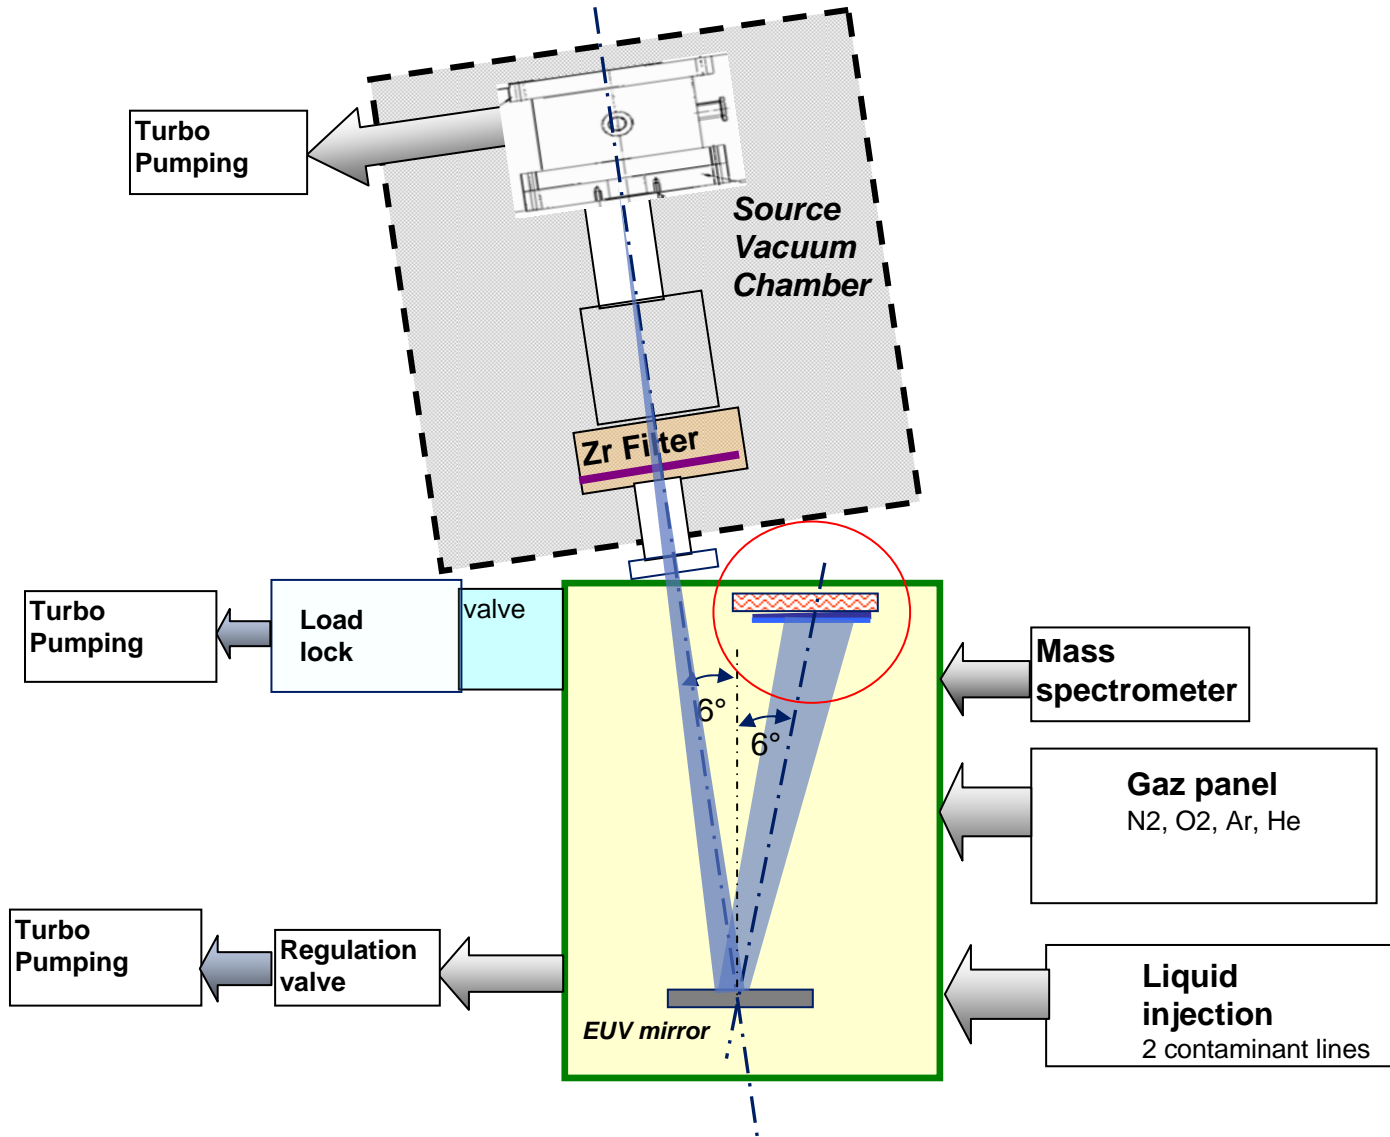 Turbo
Pumping
Source
Vacuum
Chamber
Zr Filter
Turbo
Pumping
Load
lock
valve
Mass
spectrometer
6°
6°
Gaz panel
N2, O2, Ar, He
Turbo
Pumping
Regulation
valve
EUV mirror
Liquid
injection
2 contaminant lines